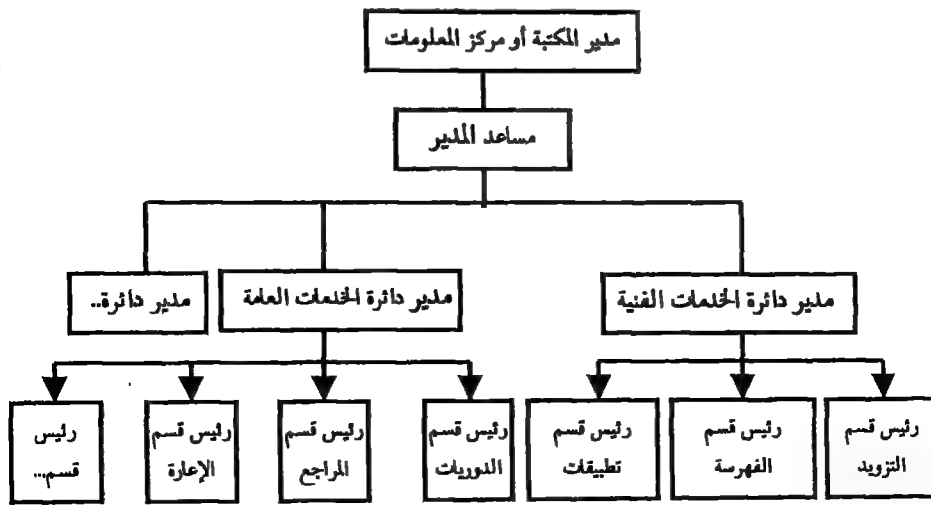 مدير المكتبة أو مركز المعلومات
مساعد المدير
مدير دائرة الخدمات الفنية
مدير دائرة الخدمات العامة
مدير دائرة..
رئيس قسم
التزويد
رئيس قسم
الفهرسة
رئيس قسم
تطبيقات
رئيس قسم
الدوريات
رئيس قسم
المراجع
رئيس قسم
الإعارة
رئيس
قسم...